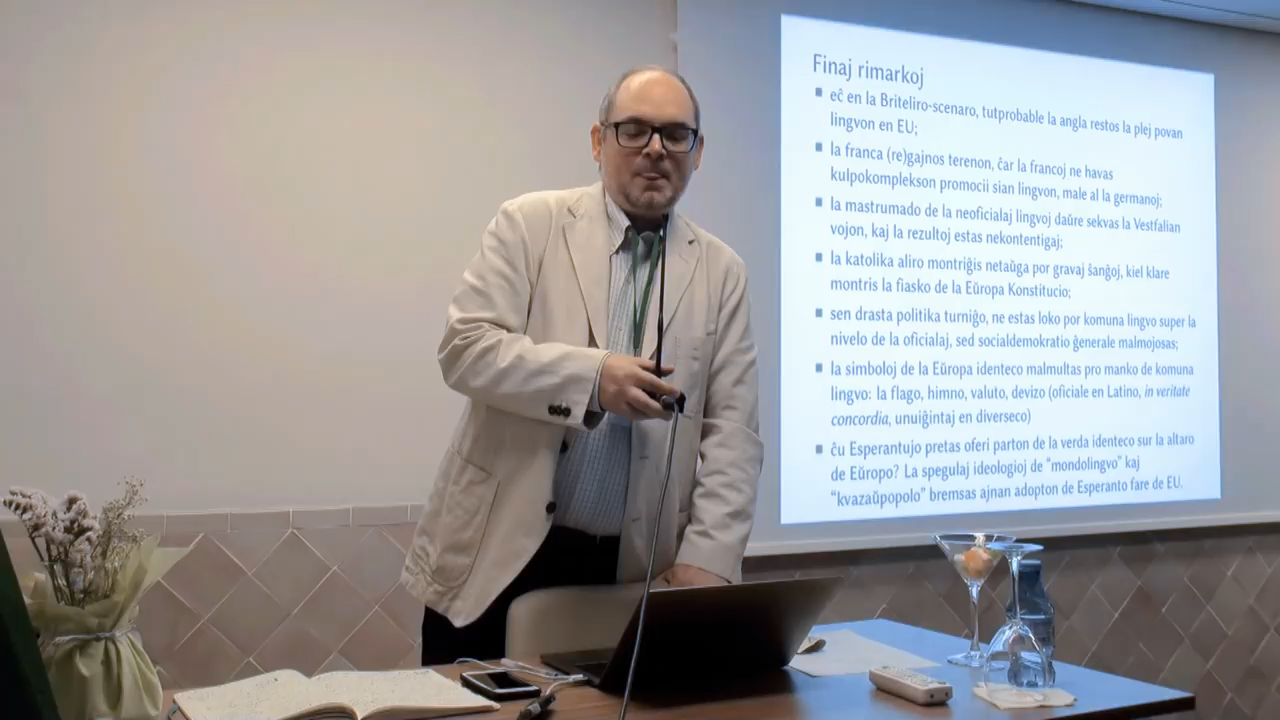 Finaj rimarkoj
▪ eĉ en la Briteliro-scenaro, tutprobable la angla restos la plej povan
lingvon en EU;
▪ la franca (re)gajnos terenon, ĉar la francoj ne havas
kulpokomplekson promocii sian lingvon, male al la germanoj;
▪ la mastrumado de la neoficialaj lingvoj daŭre sekvas la Vestfalian
vojon, kaj la rezultoj estas nekontentigaj;
▪ la katolika aliro montriĝis netaŭga por gravaj ŝanĝoj, kiel klare
montris la fiasko de la Eŭropa Konstitucio;
▪ sen drasta politika turniĝo, ne estas loko por komuna lingvo super la
nivelo de la oficialaj, sed socialdemokratio ĝenerale malmojosas;
▪ la simboloj de la Eŭropa identeco malmultas pro manko de komuna
lingvo: la flago, himno, valuto, devizo (oficiale en Latino, in veritate
concordia, unuiĝintaj en diverseco)
▪ ĉu Esperantujo pretas oferi parton de la verda identeco sur la altaro
de Eŭropo? La spegulaj ideologioj de “mondolingvo” kaj
“kvazaŭpopolo” bremsas ajnan adopton de Esperanto fare de EU.